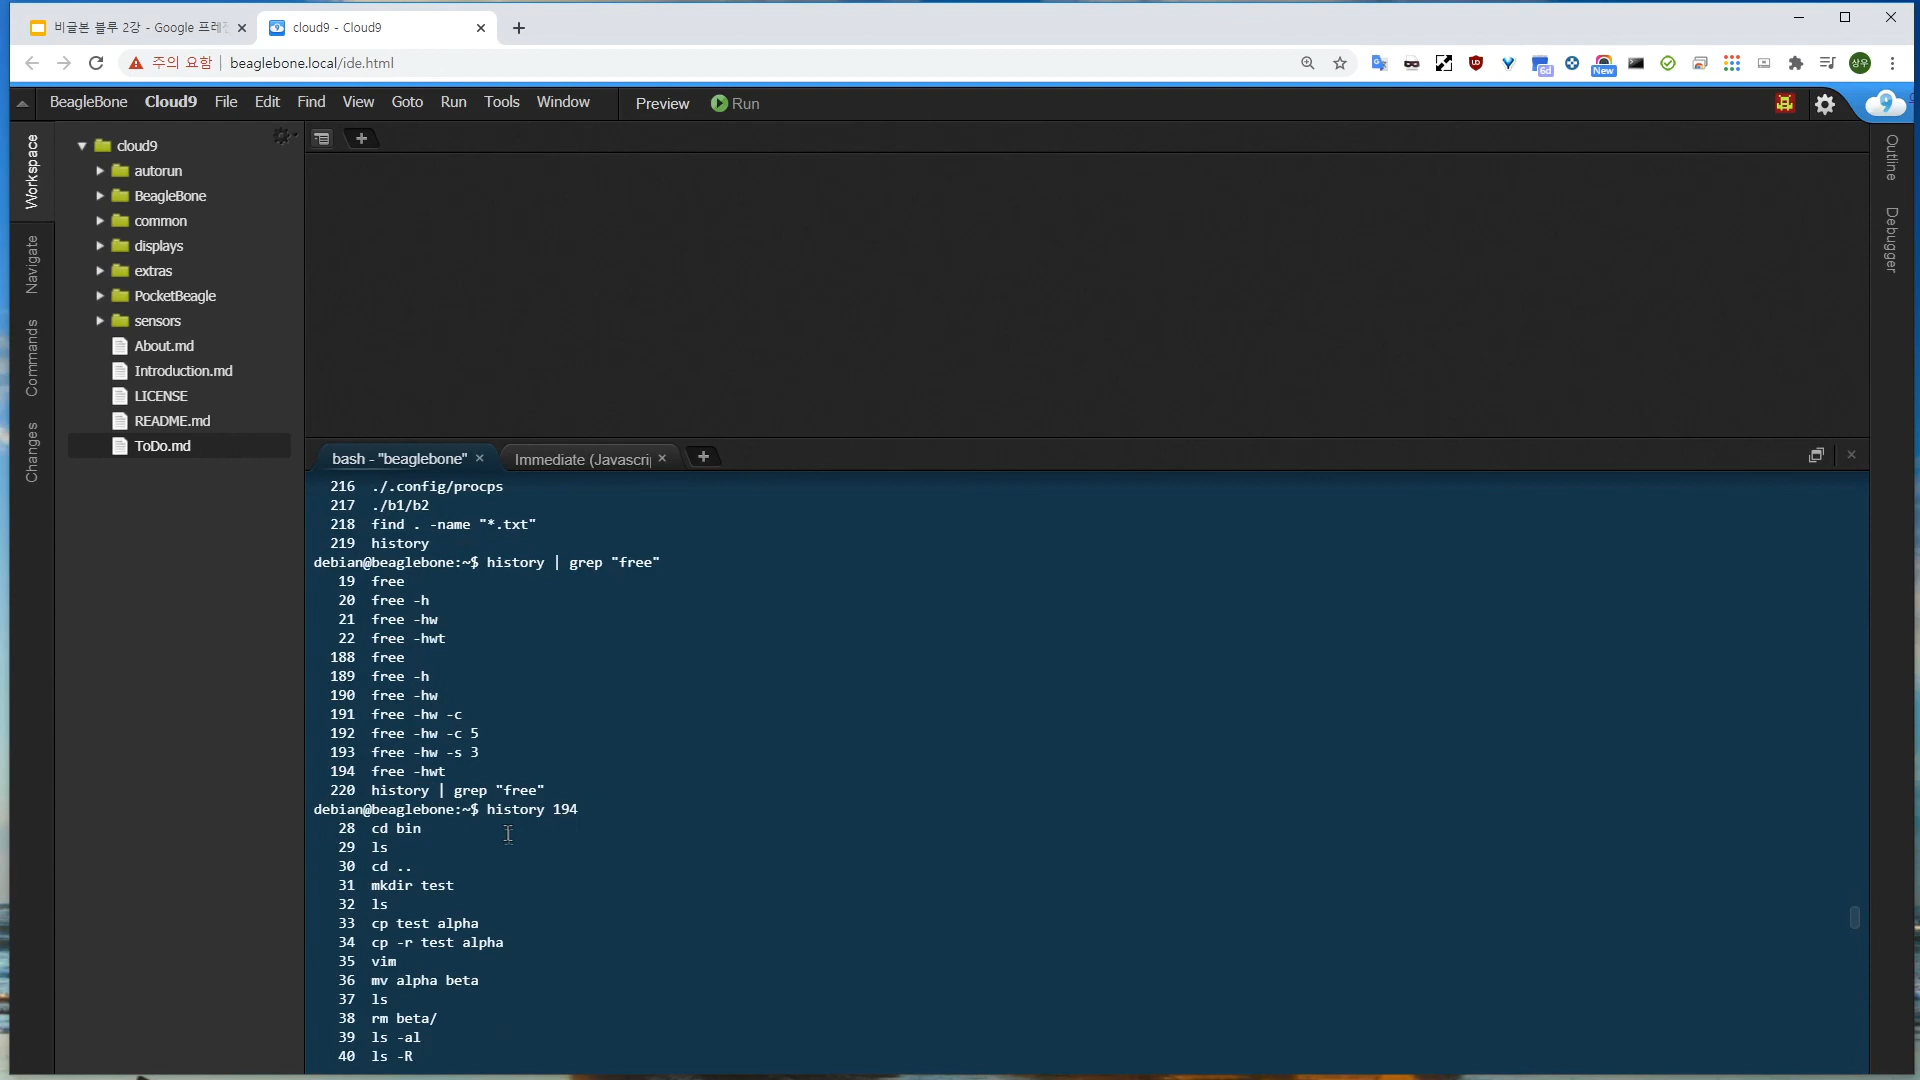 비글본 블루 2강 - Google 프레젠
cloud9 - Cloud9
주의 요함
beaglebone.local/ide.html
6d
New
상우
BeagleBone Cloud9 File Edit Find View Goto Run Tools Window Preview Run
9
Workspace
Navigate
Commands
Changes
cloud9
autorun
BeagleBone
common
displays
extras
PocketBeagle
sensors
About.md
Introduction.md
LICENSE
README.md
ToDo.md
Outline
Debugger
bash - "beaglebone"
Immediate (Javascri
216 ./.config/procps
217 ./b1/b2
218 find . -name "*.txt"
219 history
debian@beaglebone:~$ history | grep "free"
19 free
20 free -h
21 free -hw
22 free -hwt
188 free
189 free -h
190 free -hw
191 free -hw -c
192 free -hw -c 5
193 free -hw -s 3
194 free -hwt
220 history | grep "free"
debian@beaglebone:~$ history 194
28 cd bin
29 ls
30 cd ..
31 mkdir test
32 ls
33 cp test alpha
34 cp -r test alpha
35 vim
36 mv alpha beta
37 ls
38 rm beta/
39 ls -al
40 ls -R